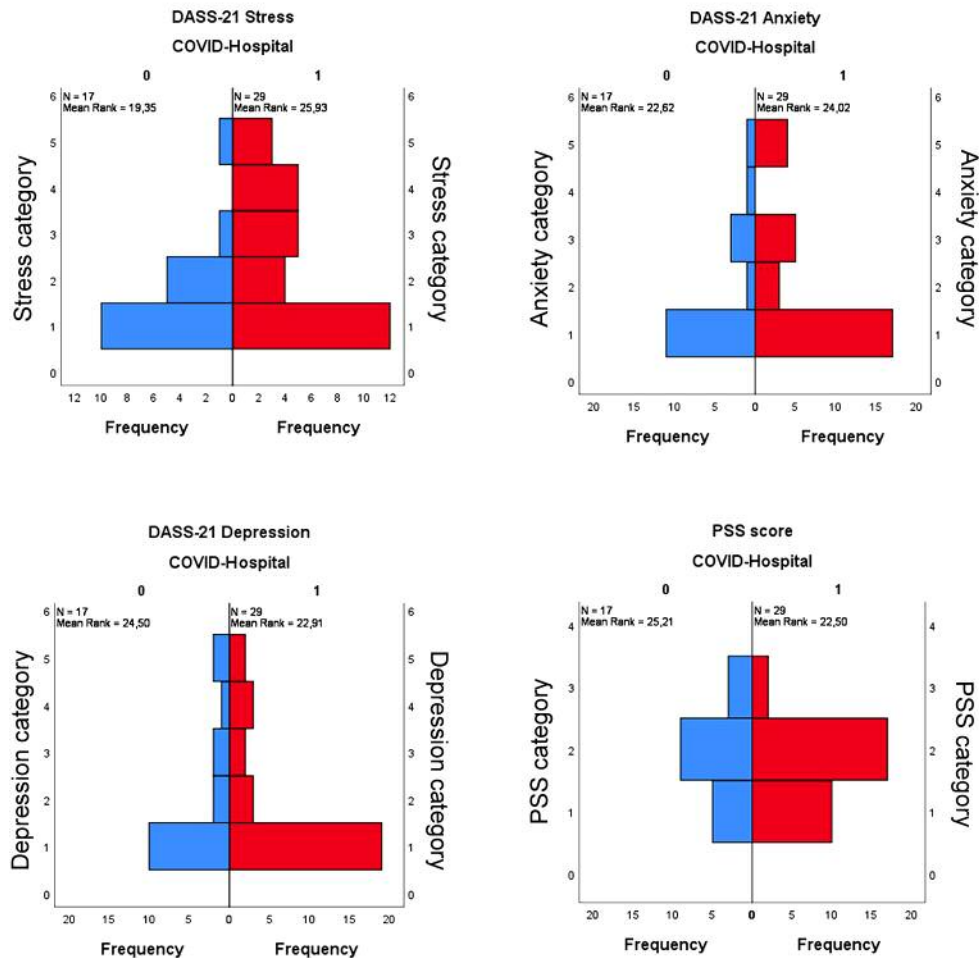 DASS-21 Stress
COVID-Hospital
0 1
N = 17
Mean Rank = 19,35
N = 29
Mean Rank = 25,93
Stress category
6
5
4
3
2
1
0
6
5
4
3
2
1
0
Stress category
12 10 8 6 4 2 0 2 4 6 8 10 12
Frequency Frequency
DASS-21 Anxiety
COVID-Hospital
0 1
N = 17
Mean Rank = 22,62
N = 29
Mean Rank = 24,02
Anxiety category
6
5
4
3
2
1
0
6
5
4
3
2
1
0
Anxiety category
20 15 10 5 0 5 10 15 20
Frequency Frequency
DASS-21 Depression
COVID-Hospital
0 1
N = 17
Mean Rank = 24,50
N = 29
Mean Rank = 22,91
Depression category
6
5
4
3
2
1
0
6
5
4
3
2
1
0
Depression category
20 15 10 5 0 5 10 15 20
Frequency Frequency
PSS score
COVID-Hospital
0 1
N = 17
Mean Rank = 25,21
N = 29
Mean Rank = 22,50
PSS category
4
3
2
1
0
4
3
2
1
0
PSS category
20 15 10 5 0 5 10 15 20
Frequency Frequency